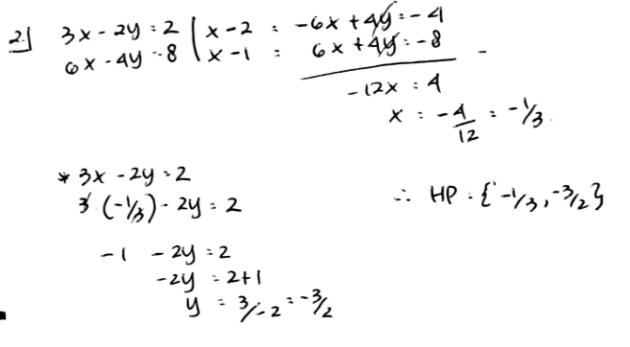 2.] 3x - 2y = 2 | x - 2 : -6x + 4y = -4
6x - 4y = 8 | x - 1 : 6x + 4y = -8 -
-12x = 4
x = -4/12 = -1/3.
* 3x - 2y = 2
3 (-1/3) - 2y = 2
∴ HP : {-1/3, -3/2}
-1 - 2y = 2
-2y = 2+1
y = 3/-2 = -3/2